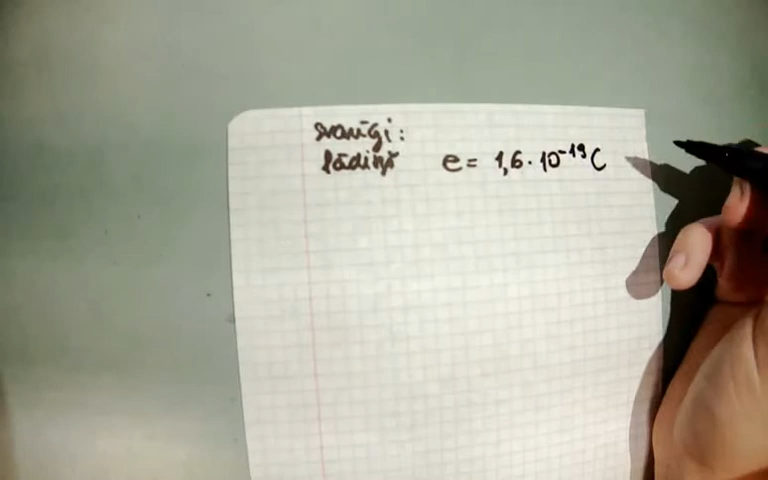 svarīgi:
lādiņš e = 1,6 · 10⁻¹⁹ C